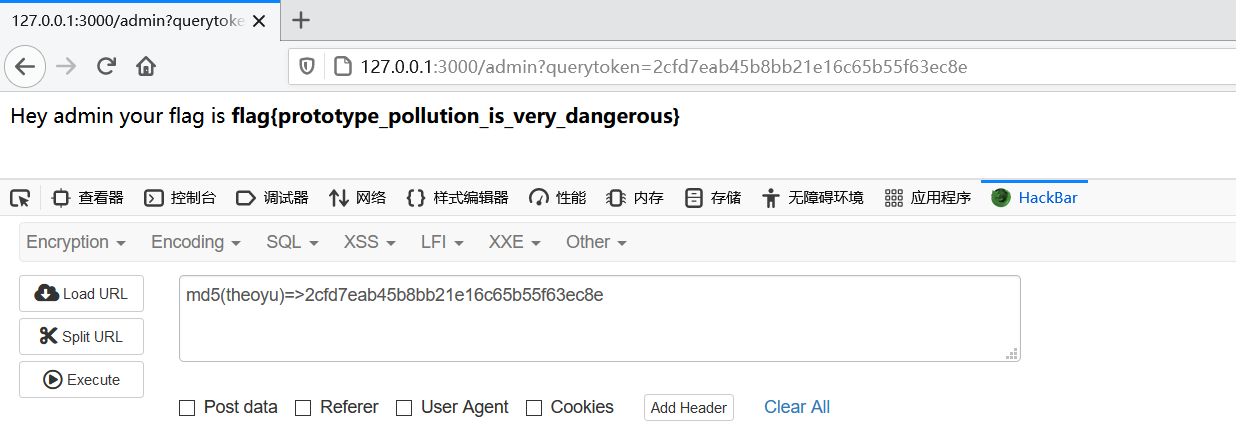 127.0.0.1:3000/admin?querytoke
127.0.0.1:3000/admin?querytoken=2cfd7eab45b8bb21e16c65b55f63ec8e
Hey admin your flag is flag{prototype_pollution_is_very_dangerous}
查看器 控制台 调试器 网络 样式编辑器 性能 内存 存储 无障碍环境 应用程序 HackBar
Encryption Encoding SQL XSS LFI XXE Other
Load URL
md5(theoyu)=>2cfd7eab45b8bb21e16c65b55f63ec8e
Split URL
Execute
Post data Referer User Agent Cookies Add Header Clear All